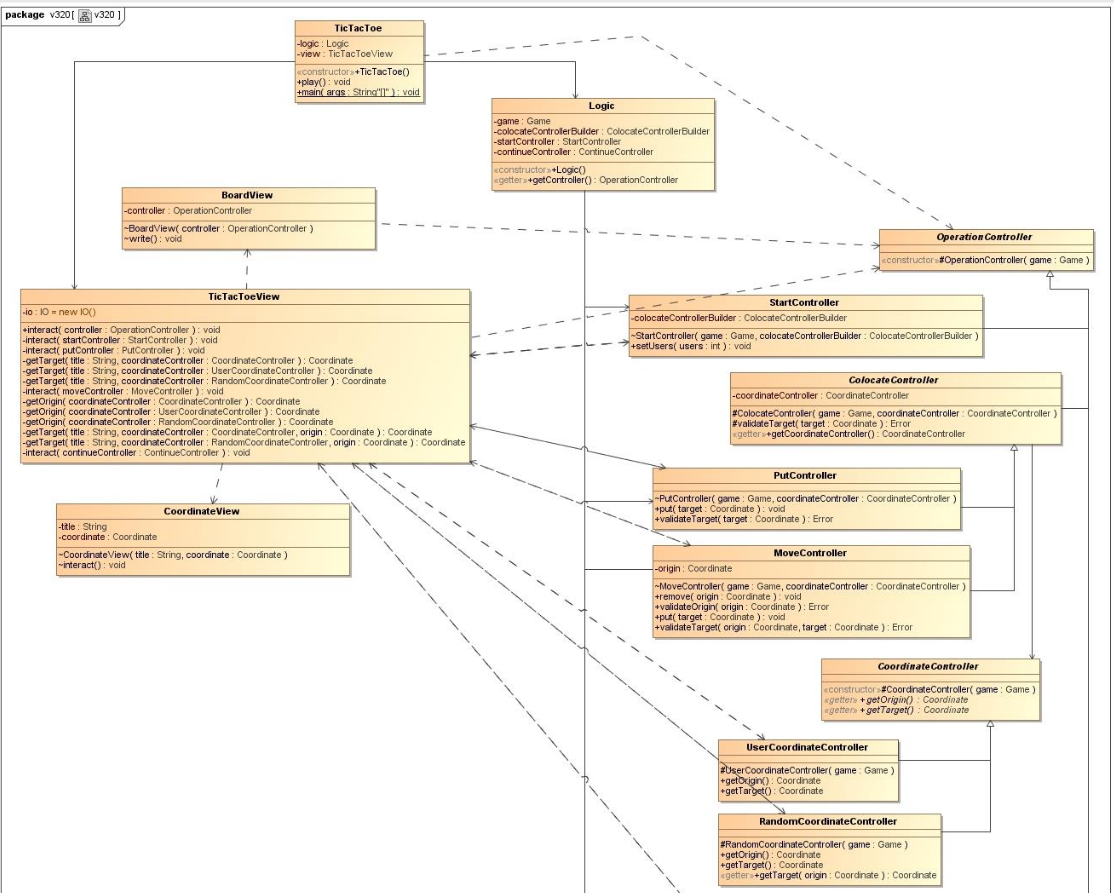 package v320[ v320 ]
TicTacToe
-logic : Logic
-view : TicTacToeView
«constructor»+TicTacToe()
+play() : void
+main( args : String"[]" ) : void
Logic
-game : Game
-colocateControllerBuilder : ColocateControllerBuilder
-startController : StartController
-continueController : ContinueController
«constructor»+Logic()
«getter»+getController() : OperationController
BoardView
-controller : OperationController
~BoardView( controller : OperationController )
~write() : void
OperationController
«constructor»#OperationController( game : Game )
TicTacToeView
-io : IO = new IO()
+interact( controller : OperationController ) : void
-interact( startController : StartController ) : void
-interact( putController : PutController ) : void
-getTarget( title : String, coordinateController : CoordinateController ) : Coordinate
-getTarget( title : String, coordinateController : UserCoordinateController ) : Coordinate
-getTarget( title : String, coordinateController : RandomCoordinateController ) : Coordinate
-interact( moveController : MoveController ) : void
-getOrigin( coordinateController : CoordinateController ) : Coordinate
-getOrigin( coordinateController : UserCoordinateController ) : Coordinate
-getOrigin( coordinateController : RandomCoordinateController ) : Coordinate
-getTarget( title : String, coordinateController : CoordinateController, origin : Coordinate ) : Coordinate
-getTarget( title : String, coordinateController : RandomCoordinateController, origin : Coordinate ) : Coordinate
-interact( continueController : ContinueController ) : void
StartController
-colocateControllerBuilder : ColocateControllerBuilder
~StartController( game : Game, colocateControllerBuilder : ColocateControllerBuilder )
+setUsers( users : int ) : void
ColocateController
-coordinateController : CoordinateController
#ColocateController( game : Game, coordinateController : CoordinateController )
#validateTarget( target : Coordinate ) : Error
«getter»+getCoordinateController() : CoordinateController
PutController
~PutController( game : Game, coordinateController : CoordinateController )
+put( target : Coordinate ) : void
+validateTarget( target : Coordinate ) : Error
CoordinateView
-title : String
-coordinate : Coordinate
~CoordinateView( title : String, coordinate : Coordinate )
~interact() : void
MoveController
-origin : Coordinate
~MoveController( game : Game, coordinateController : CoordinateController )
+remove( origin : Coordinate ) : void
+validateOrigin( origin : Coordinate ) : Error
+put( target : Coordinate ) : void
+validateTarget( origin : Coordinate, target : Coordinate ) : Error
CoordinateController
«constructor»#CoordinateController( game : Game )
«getter» +getOrigin() : Coordinate
«getter» +getTarget() : Coordinate
UserCoordinateController
#UserCoordinateController( game : Game )
+getOrigin() : Coordinate
+getTarget() : Coordinate
RandomCoordinateController
#RandomCoordinateController( game : Game )
+getOrigin() : Coordinate
+getTarget() : Coordinate
«getter»+getTarget( origin : Coordinate ) : Coordinate